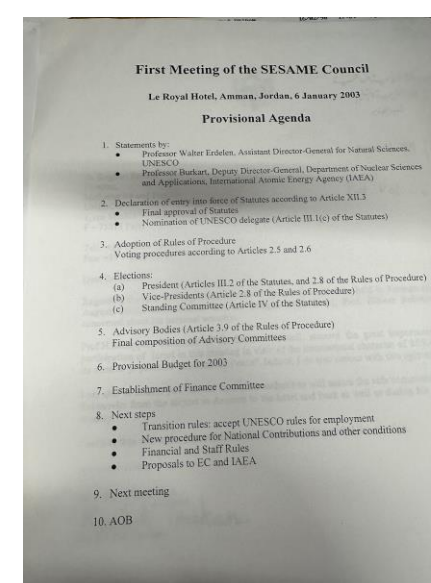 First Meeting of the SESAME Council
Le Royal Hotel, Amman, Jordan, 6 January 2003
Provisional Agenda
1. Statements by:
• Professor Walter Erdelen, Assistant Director-General for Natural Sciences,
UNESCO
• Professor Burkart, Deputy Director-General, Department of Nuclear Sciences
and Applications, International Atomic Energy Agency (IAEA)
2. Declaration of entry into force of Statutes according to Article XII.3
• Final approval of Statutes
• Nomination of UNESCO delegate (Article III.1(c) of the Statutes)
3. Adoption of Rules of Procedure
Voting procedures according to Articles 2.5 and 2.6
4. Elections:
(a) President (Articles III.2 of the Statutes, and 2.8 of the Rules of Procedure)
(b) Vice-Presidents (Article 2.8 of the Rules of Procedure)
(c) Standing Committee (Article IV of the Statutes)
5. Advisory Bodies (Article 3.9 of the Rules of Procedure)
Final composition of Advisory Committees
6. Provisional Budget for 2003
7. Establishment of Finance Committee
8. Next steps
• Transition rules: accept UNESCO rules for employment
• New procedure for National Contributions and other conditions
• Financial and Staff Rules
• Proposals to EC and IAEA
9. Next meeting
10. AOB